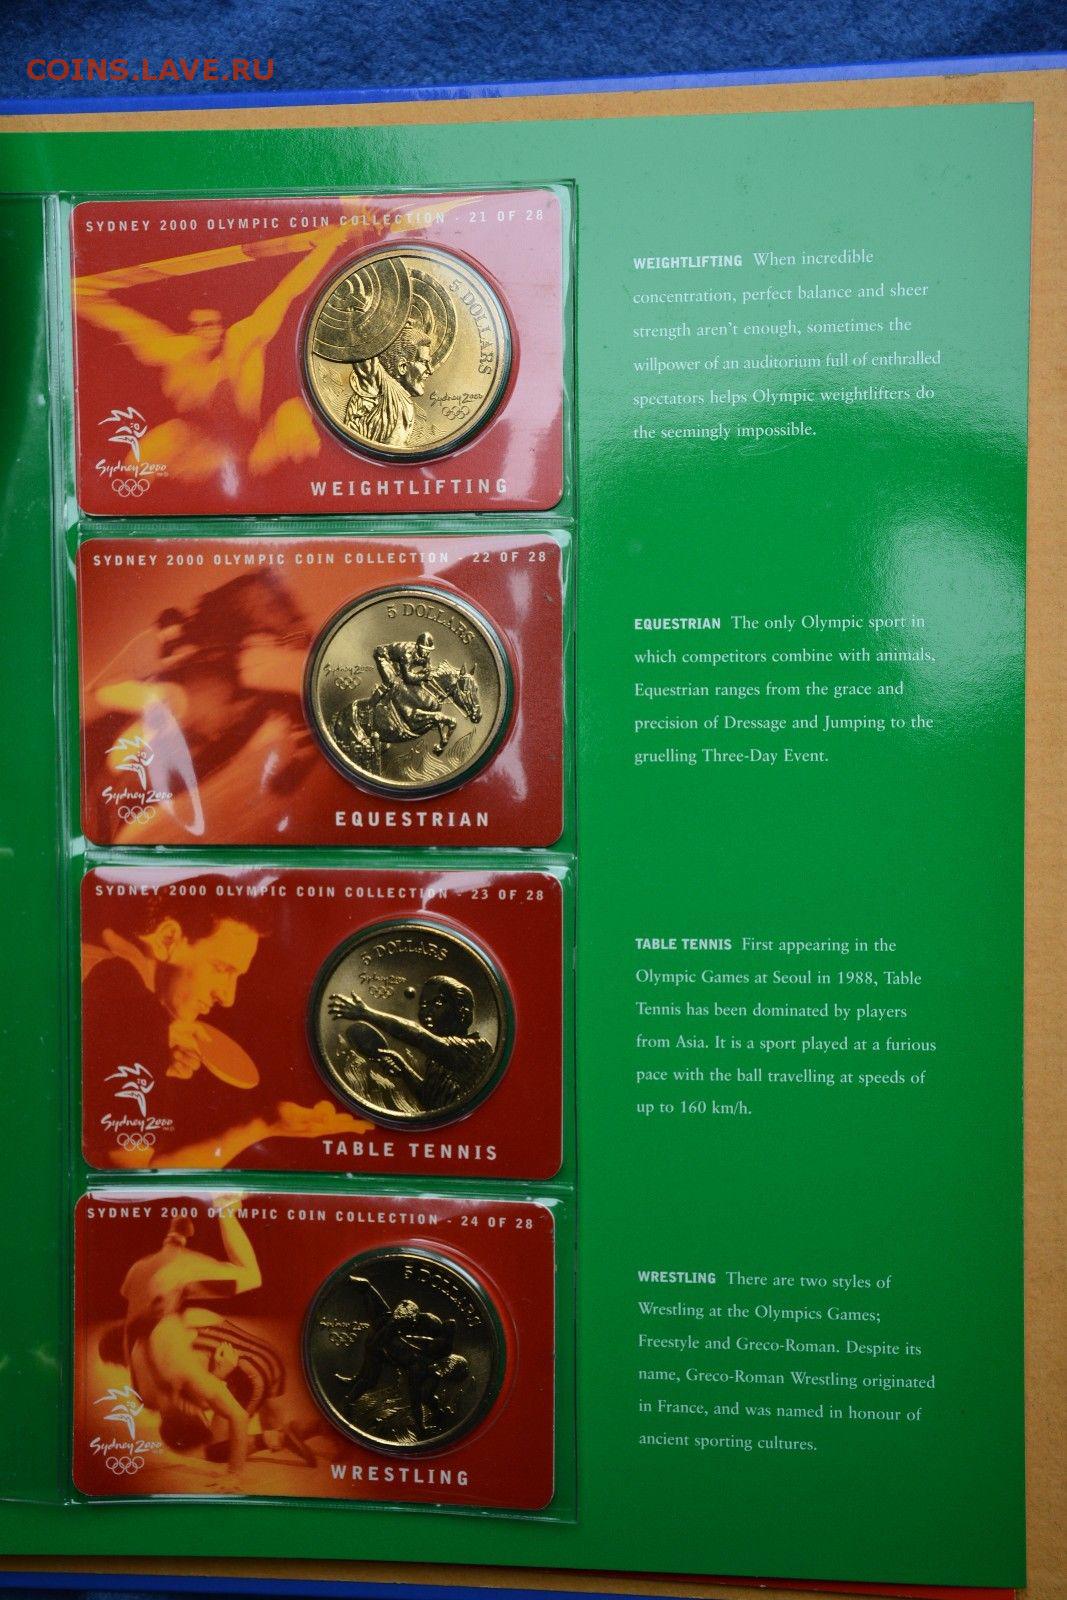 COINS.LAVE.RU
SYDNEY 2000 OLYMPIC COIN COLLECTION - 21 OF 28
5 DOLLARS
Sydney 2000
Sydney 2000
WEIGHTLIFTING
WEIGHTLIFTING When incredible
concentration, perfect balance and sheer
strength aren't enough, sometimes the
willpower of an auditorium full of enthralled
spectators helps Olympic weightlifters do
the seemingly impossible.
SYDNEY 2000 OLYMPIC COIN COLLECTION - 22 OF 28
5 DOLLARS
Sydney 2000
Sydney 2000
EQUESTRIAN
EQUESTRIAN The only Olympic sport in
which competitors combine with animals,
Equestrian ranges from the grace and
precision of Dressage and Jumping to the
gruelling Three-Day Event.
SYDNEY 2000 OLYMPIC COIN COLLECTION - 23 OF 28
5 DOLLARS
Sydney 2000
Sydney 2000
TABLE TENNIS
TABLE TENNIS First appearing in the
Olympic Games at Seoul in 1988, Table
Tennis has been dominated by players
from Asia. It is a sport played at a furious
pace with the ball travelling at speeds of
up to 160 km/h.
SYDNEY 2000 OLYMPIC COIN COLLECTION - 24 OF 28
5 DOLLARS
Sydney 2000
Sydney 2000
WRESTLING
WRESTLING There are two styles of
Wrestling at the Olympics Games;
Freestyle and Greco-Roman. Despite its
name, Greco-Roman Wrestling originated
in France, and was named in honour of
ancient sporting cultures.